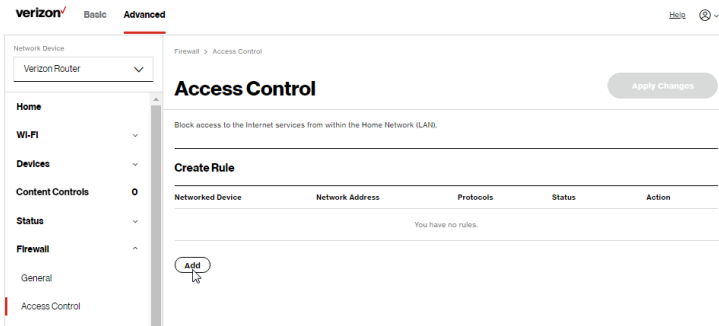 verizon✓ Basic Advanced Help
Network Device
Verizon Router
Home
Wi-Fi
Devices
Content Controls 0
Status
Firewall
General
Access Control
Firewall > Access Control
Access Control Apply Changes
Block access to the Internet services from within the Home Network (LAN).
Create Rule
Networked Device Network Address Protocols Status Action
You have no rules.
Add